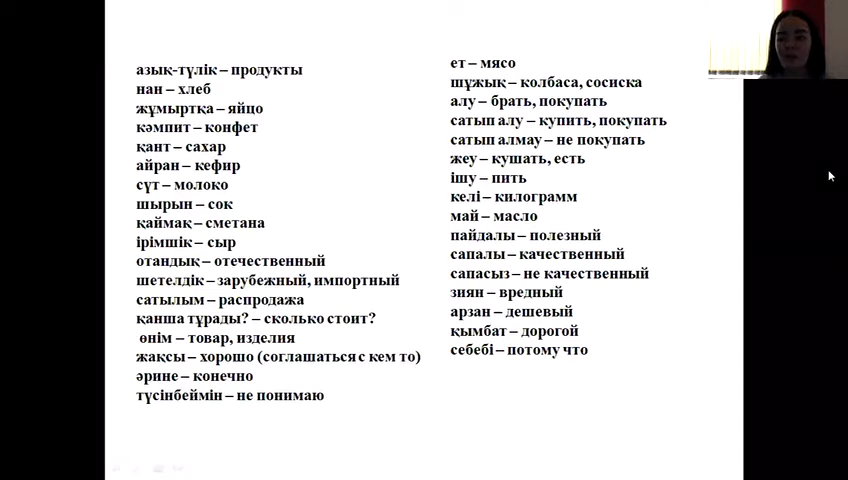 азық-түлік – продукты
нан – хлеб
жұмыртқа – яйцо
кәмпит – конфет
қант – сахар
айран – кефир
сүт – молоко
шырын – сок
қаймақ – сметана
ірімшік – сыр
отандық – отечественный
шетелдік – зарубежный, импортный
сатылым – распродажа
қанша тұрады? – сколько стоит?
өнім – товар, изделия
жақсы – хорошо (соглашаться с кем то)
әрине – конечно
түсінбеймін – не понимаю
ет – мясо
шұжық – колбаса, сосиска
алу – брать, покупать
сатып алу – купить, покупать
сатып алмау – не покупать
жеу – кушать, есть
ішу – пить
келі – килограмм
май – масло
пайдалы – полезный
сапалы – качественный
сапасыз – не качественный
зиян – вредный
арзан – дешевый
қымбат – дорогой
себебі – потому что